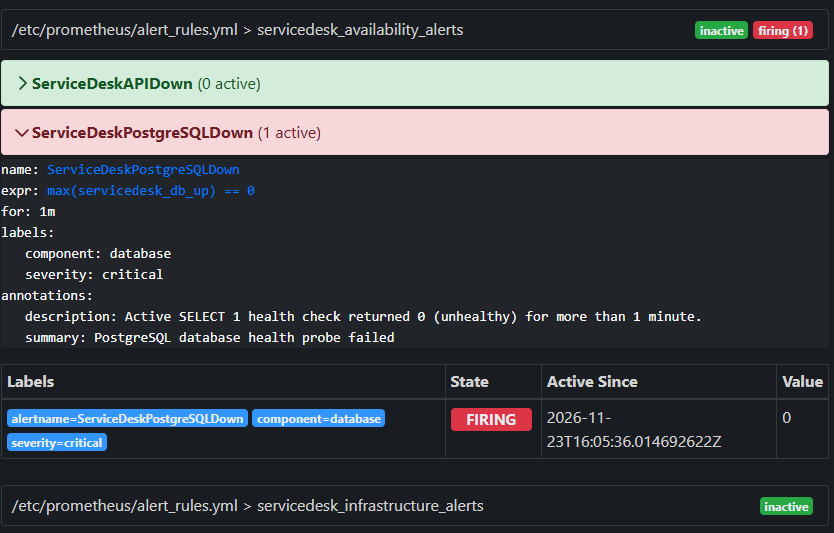 /etc/prometheus/alert_rules.yml > servicedesk_availability_alerts inactive firing (1)
ServiceDeskAPIDown (0 active)
ServiceDeskPostgreSQLDown (1 active)
name: ServiceDeskPostgreSQLDown
expr: max(servicedesk_db_up) == 0
for: 1m
labels:
component: database
severity: critical
annotations:
description: Active SELECT 1 health check returned 0 (unhealthy) for more than 1 minute.
summary: PostgreSQL database health probe failed
Labels State Active Since Value
alertname=ServiceDeskPostgreSQLDown component=database FIRING 2026-11- 0
severity=critical 23T16:05:36.014692622Z
/etc/prometheus/alert_rules.yml > servicedesk_infrastructure_alerts inactive